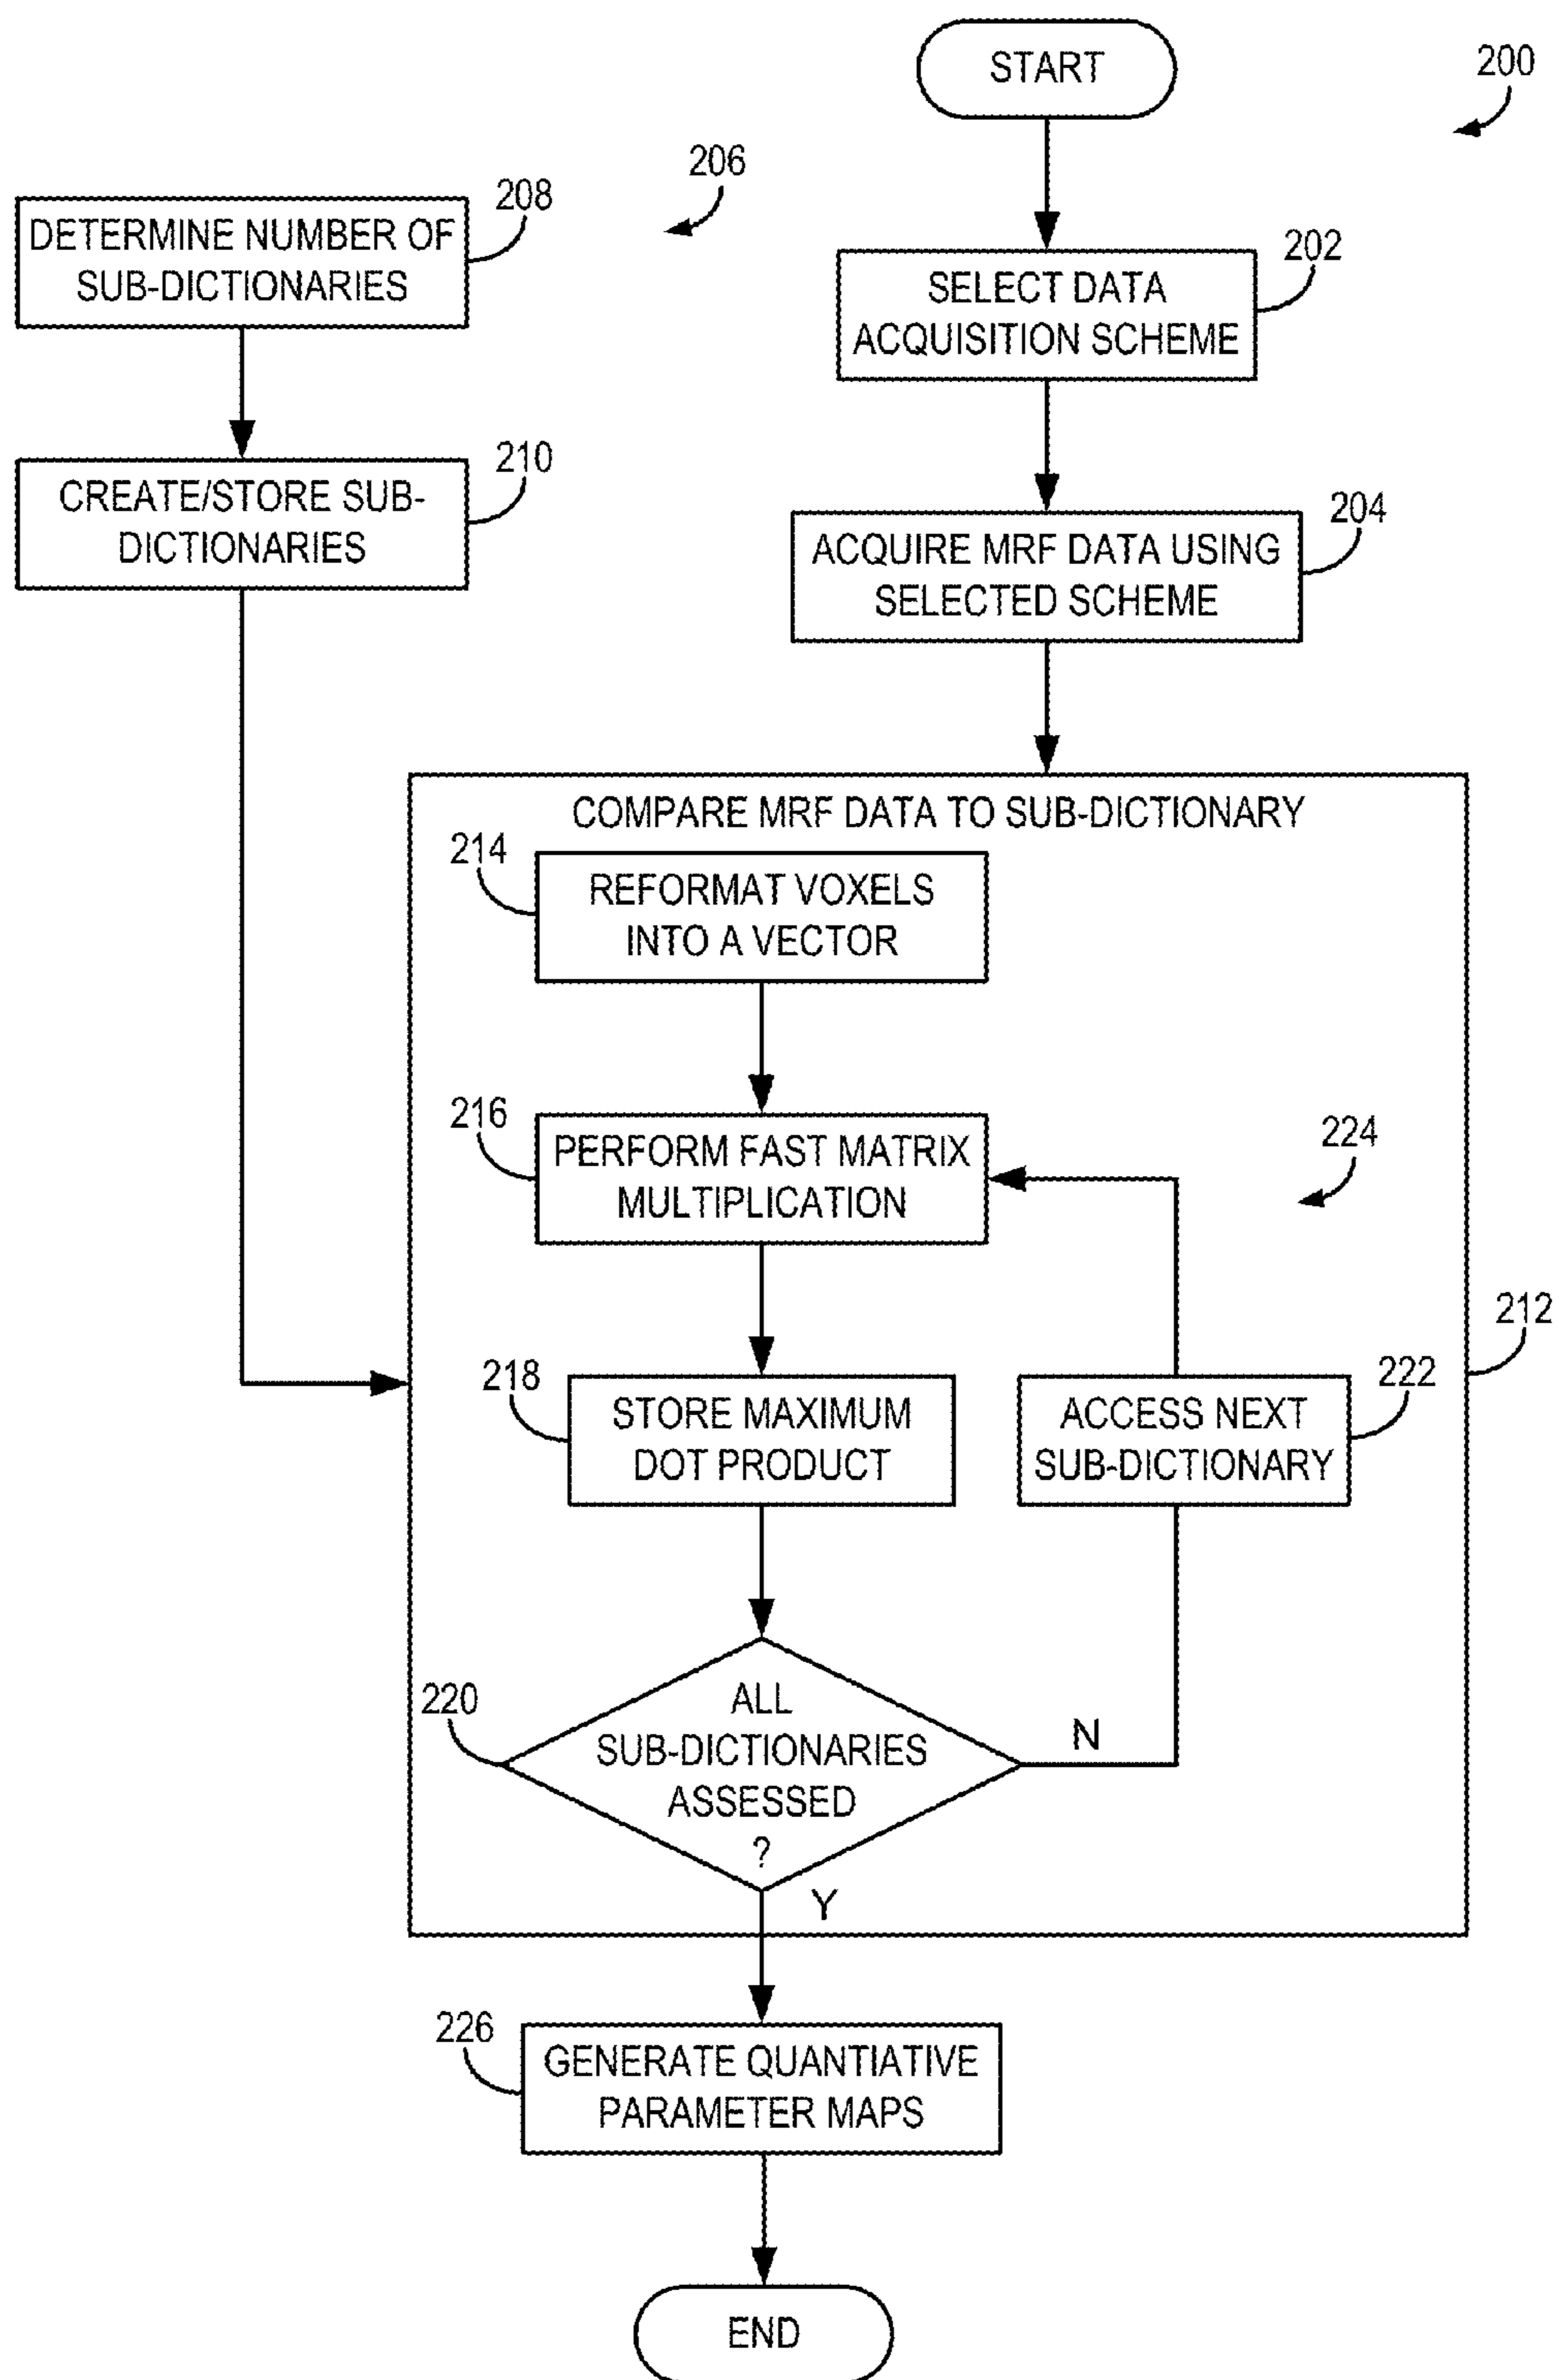 START
200
206
208
DETERMINE NUMBER OF
SUB-DICTIONARIES
202
SELECT DATA
ACQUISITION SCHEME
210
CREATE/STORE SUB-
DICTIONARIES
204
ACQUIRE MRF DATA USING
SELECTED SCHEME
COMPARE MRF DATA TO SUB-DICTIONARY
214
REFORMAT VOXELS
INTO A VECTOR
216
PERFORM FAST MATRIX
MULTIPLICATION
224
212
218
STORE MAXIMUM
DOT PRODUCT
222
ACCESS NEXT
SUB-DICTIONARY
220
ALL
SUB-DICTIONARIES
ASSESSED
?
N
Y
226
GENERATE QUANTIATIVE
PARAMETER MAPS
END